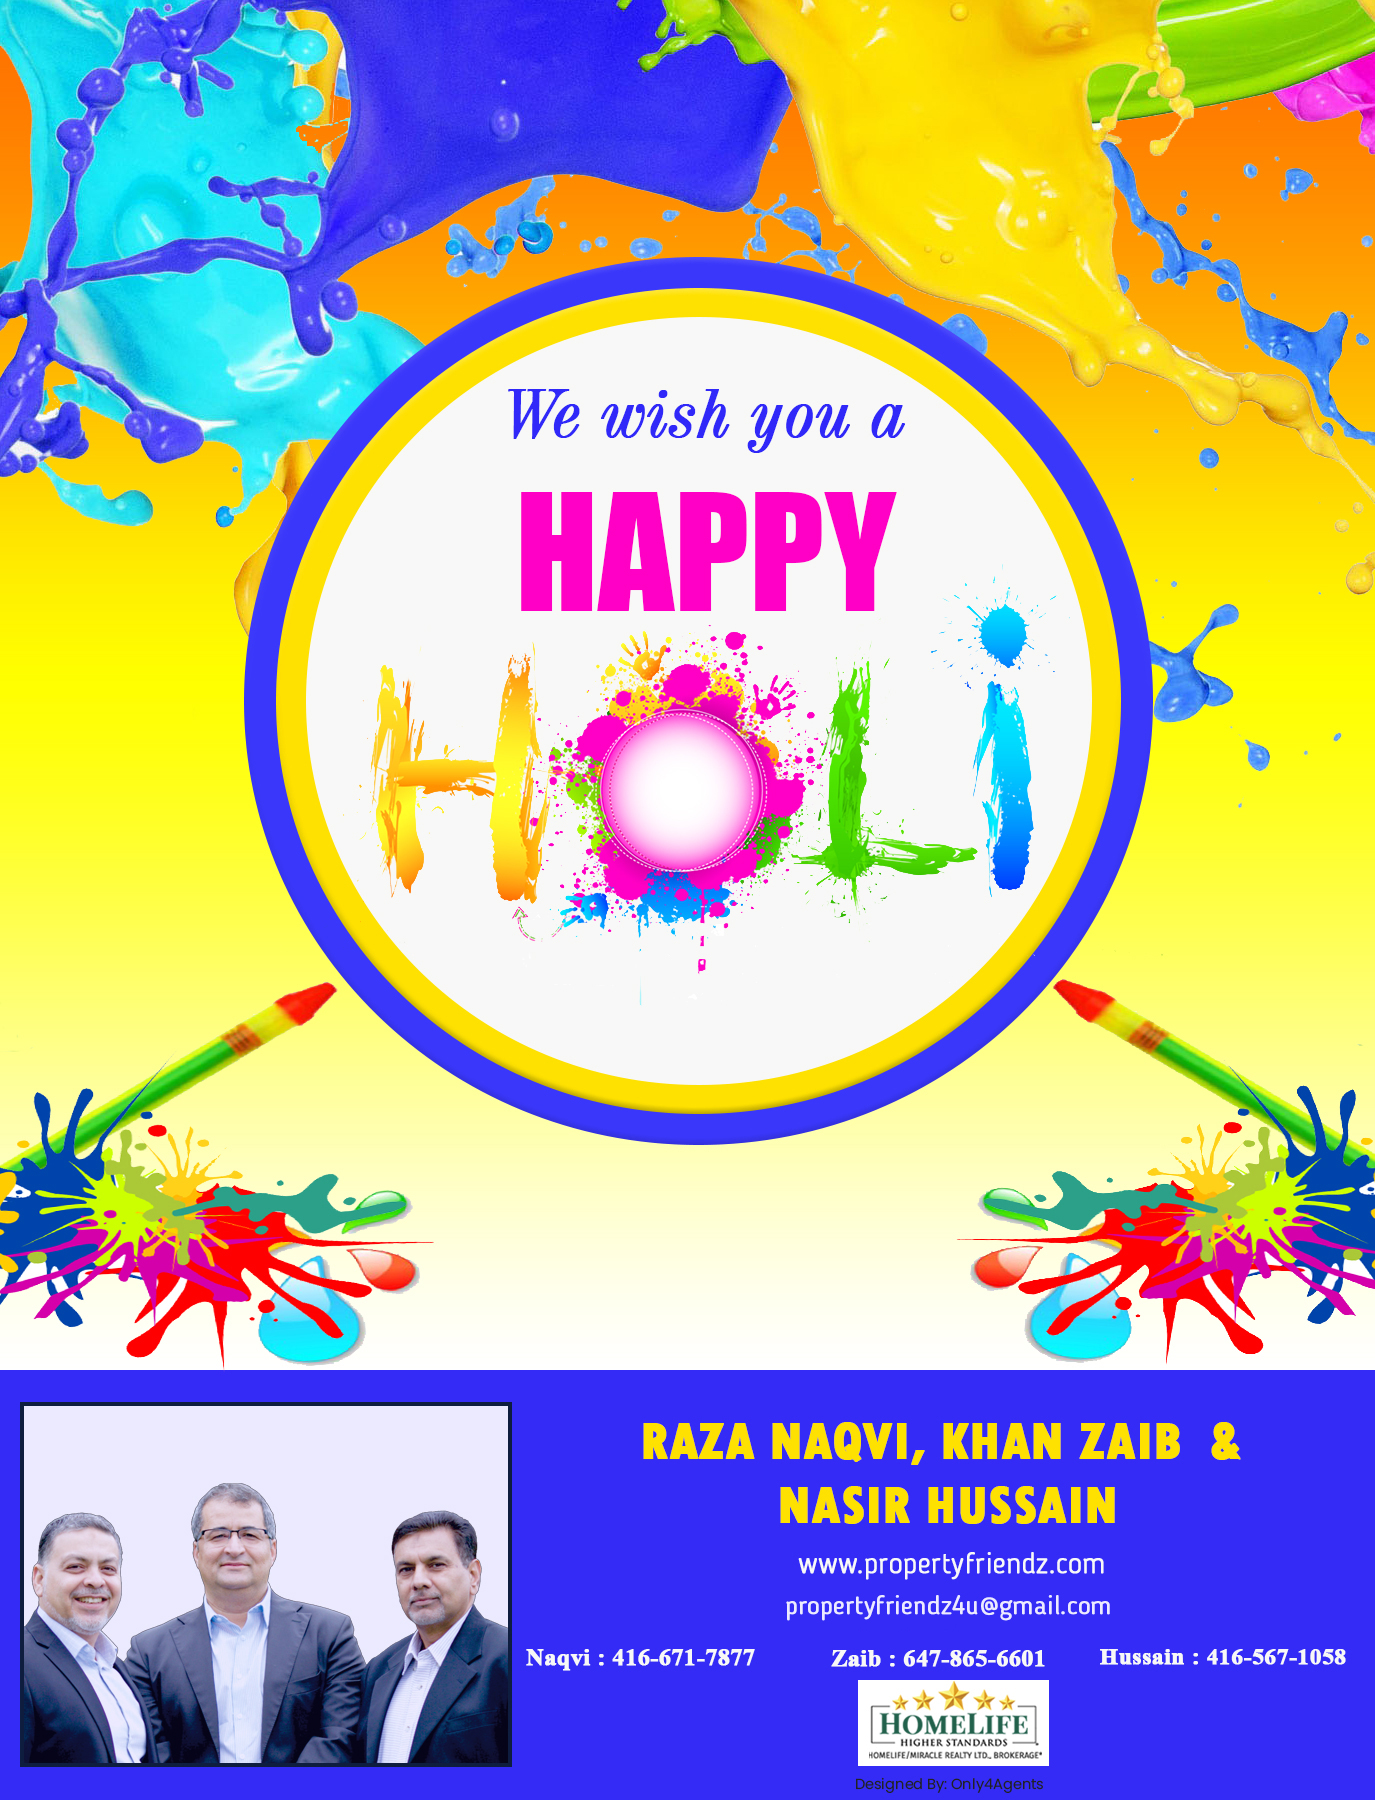 We wish you a
HAPPY
HOLi
RAZA NAQVI, KHAN ZAIB &
NASIR HUSSAIN
www.propertyfriendz.com
propertyfriendz4u@gmail.com
Naqvi : 416-671-7877 Zaib : 647-865-6601 Hussain : 416-567-1058
HOMELIFE
HIGHER STANDARDS
HOMELIFE/MIRACLE REALTY LTD., BROKERAGE*
Designed By: Only4Agents